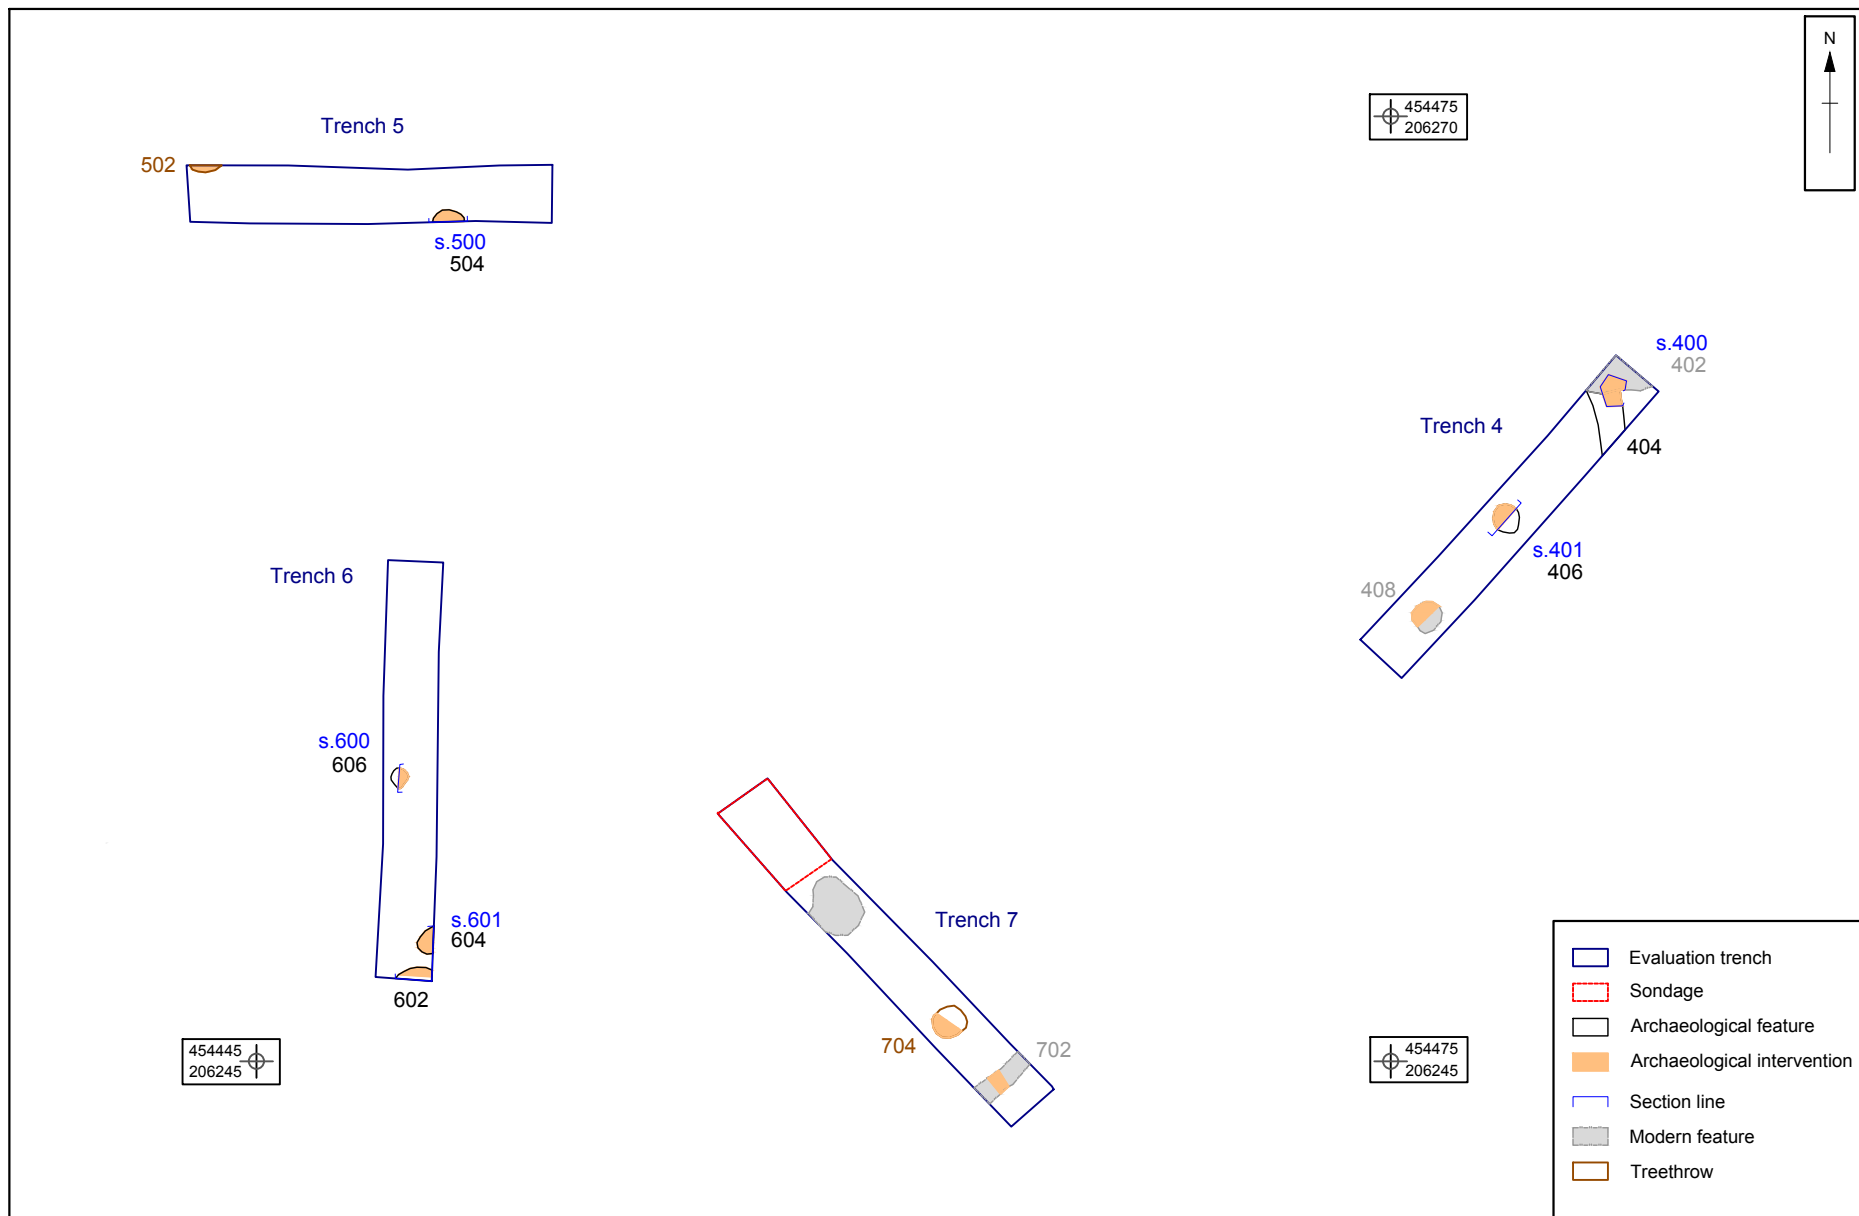 N
454475
206270
Trench 5
502
s.500
504
s.400
402
Trench 4
404
s.401
406
408
Trench 6
s.600
606
s.601
604
602
Trench 7
704
702
454445
206245
454475
206245
Evaluation trench
Sondage
Archaeological feature
Archaeological intervention
Section line
Modern feature
Treethrow